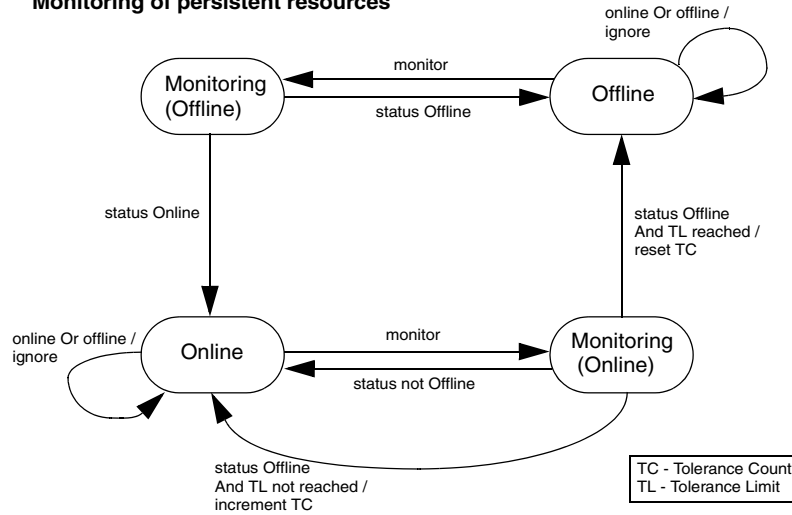 Monitoring of persistent resources
online Or offline /
ignore
monitor
Monitoring
(Offline)
Offline
status Offline
status Online
status Offline
And TL reached /
reset TC
online Or offline /
ignore
Online
monitor
Monitoring
(Online)
status not Offline
status Offline
And TL not reached /
increment TC
TC - Tolerance Count
TL - Tolerance Limit